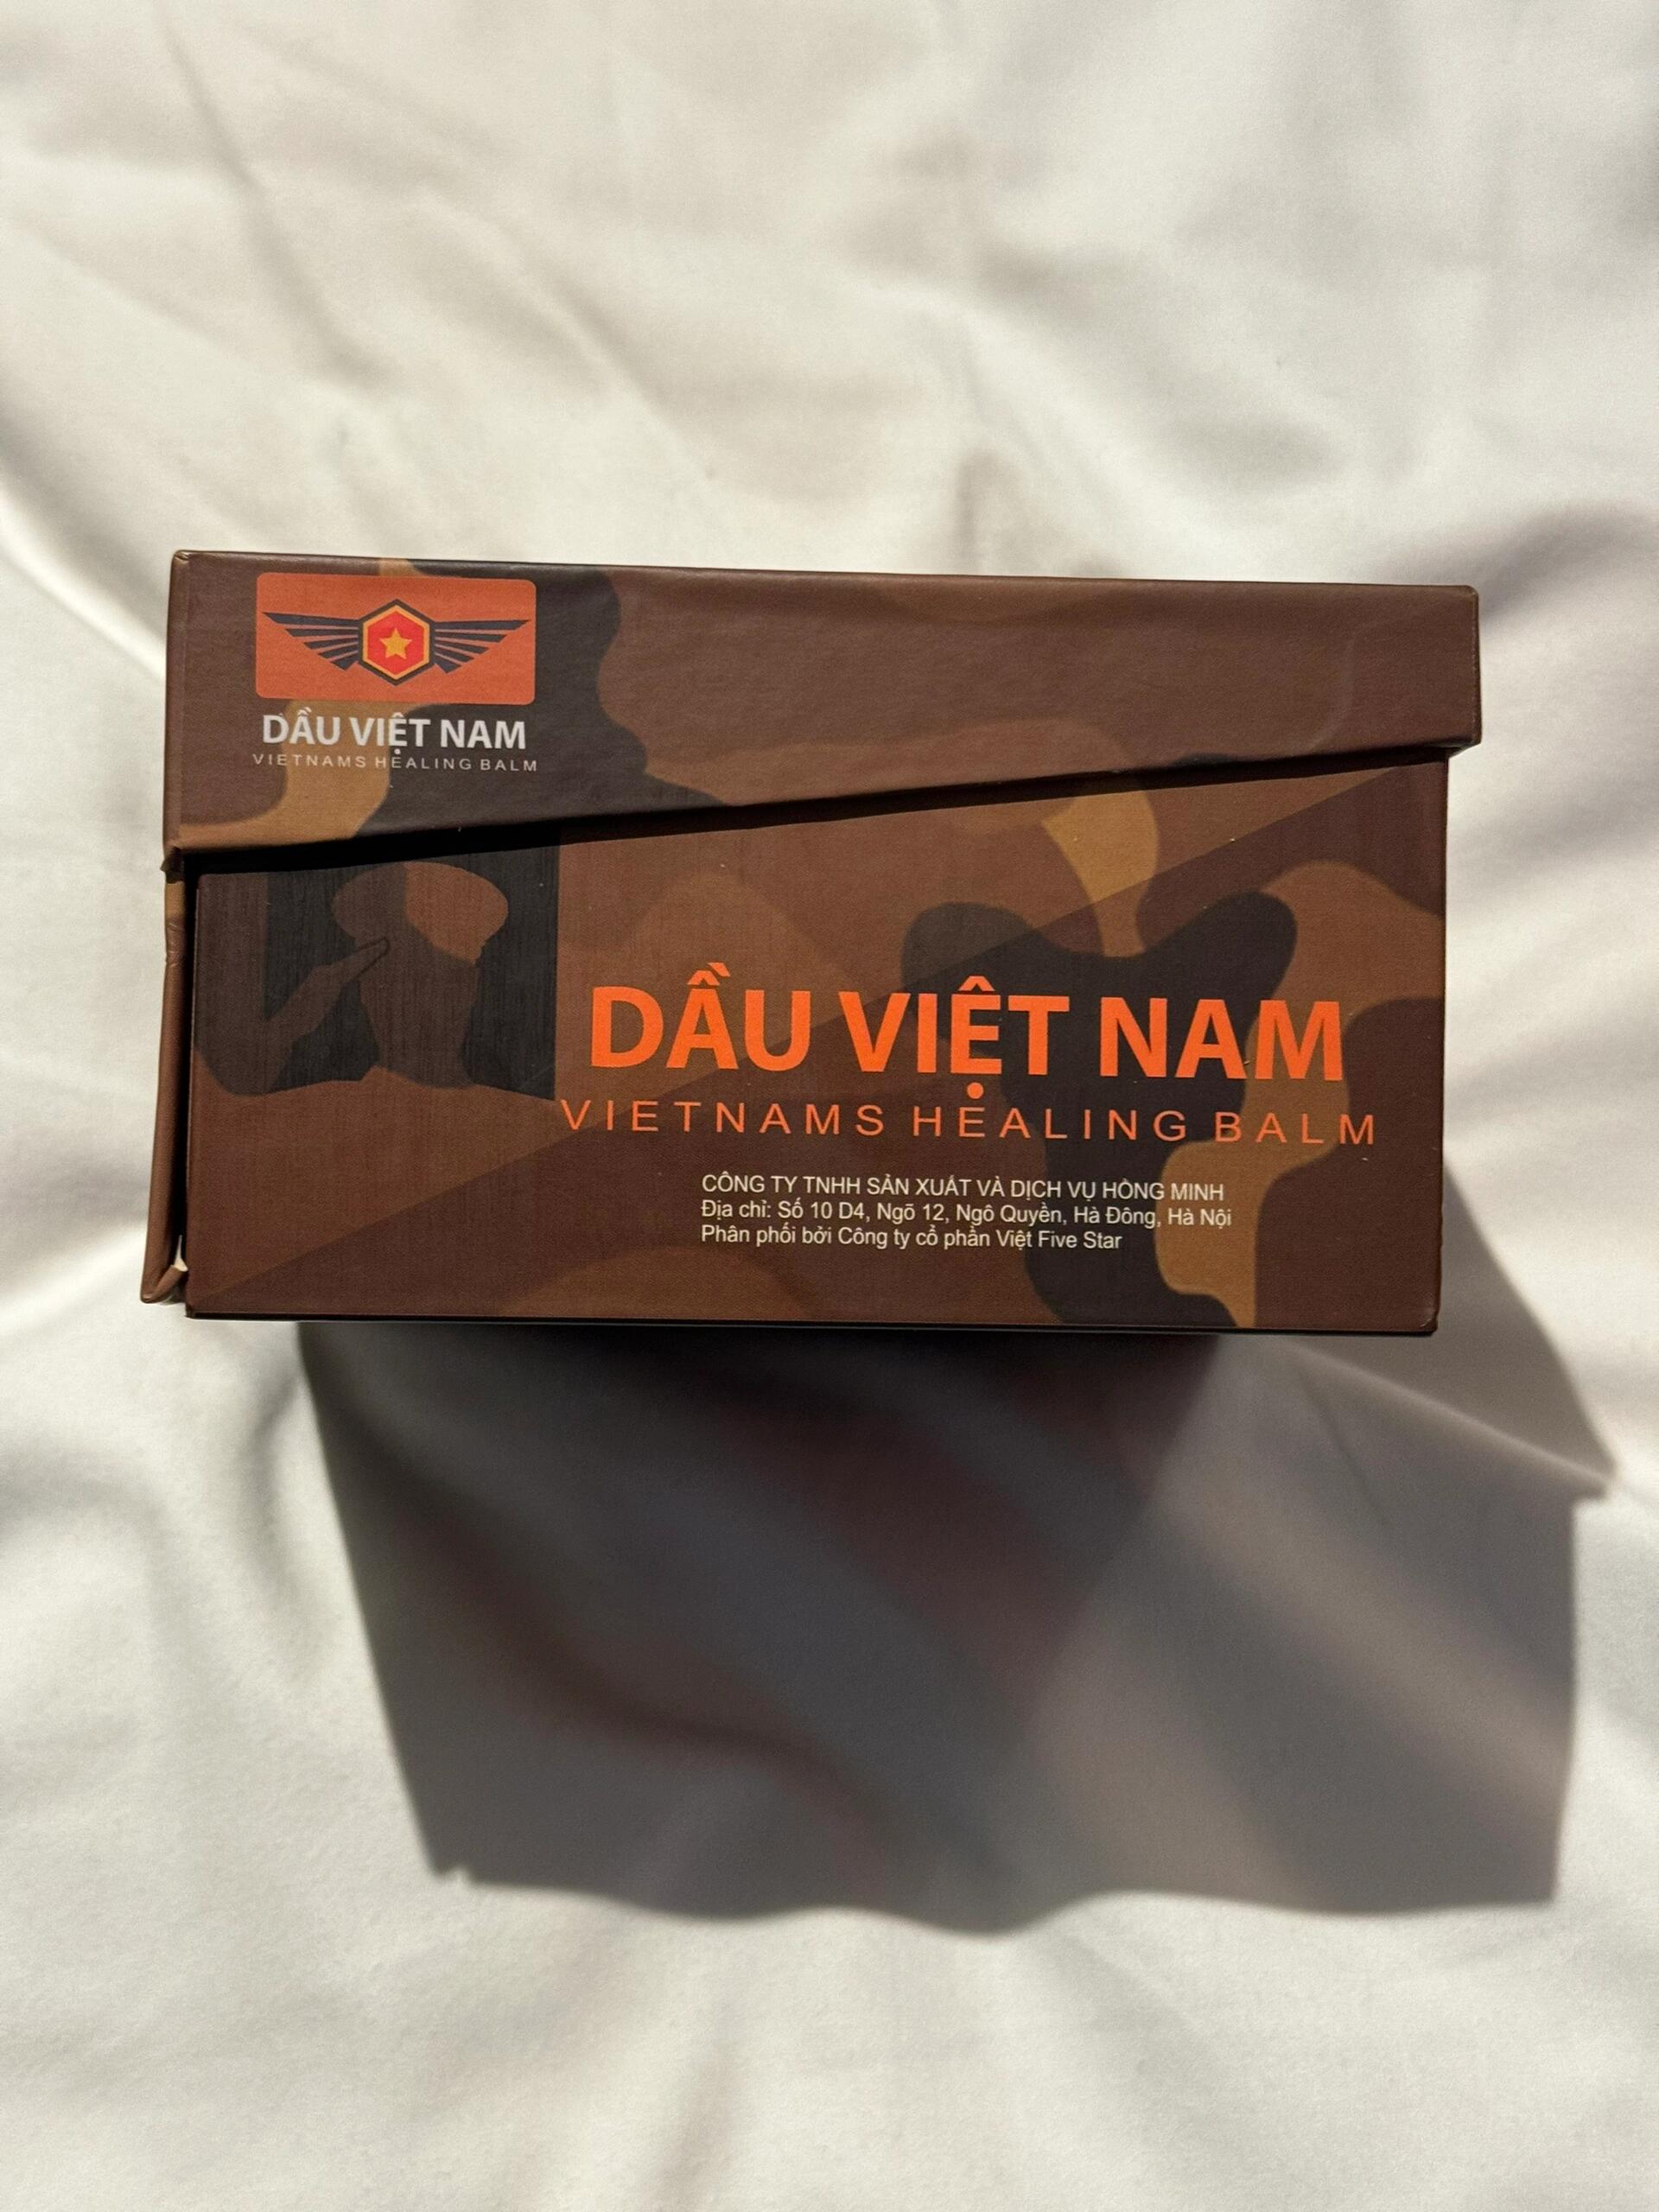 DẦU VIỆT NAM
VIETNAMS HEALING BALM
DẦU VIỆT NAM
VIETNAMS HEALING BALM
CÔNG TY TNHH SẢN XUẤT VÀ DỊCH VỤ HỒNG MINH
Địa chỉ: Số 10 D4, Ngõ 12, Ngô Quyền, Hà Đông, Hà Nội
Phân phối bởi Công ty cổ phần Việt Five Star